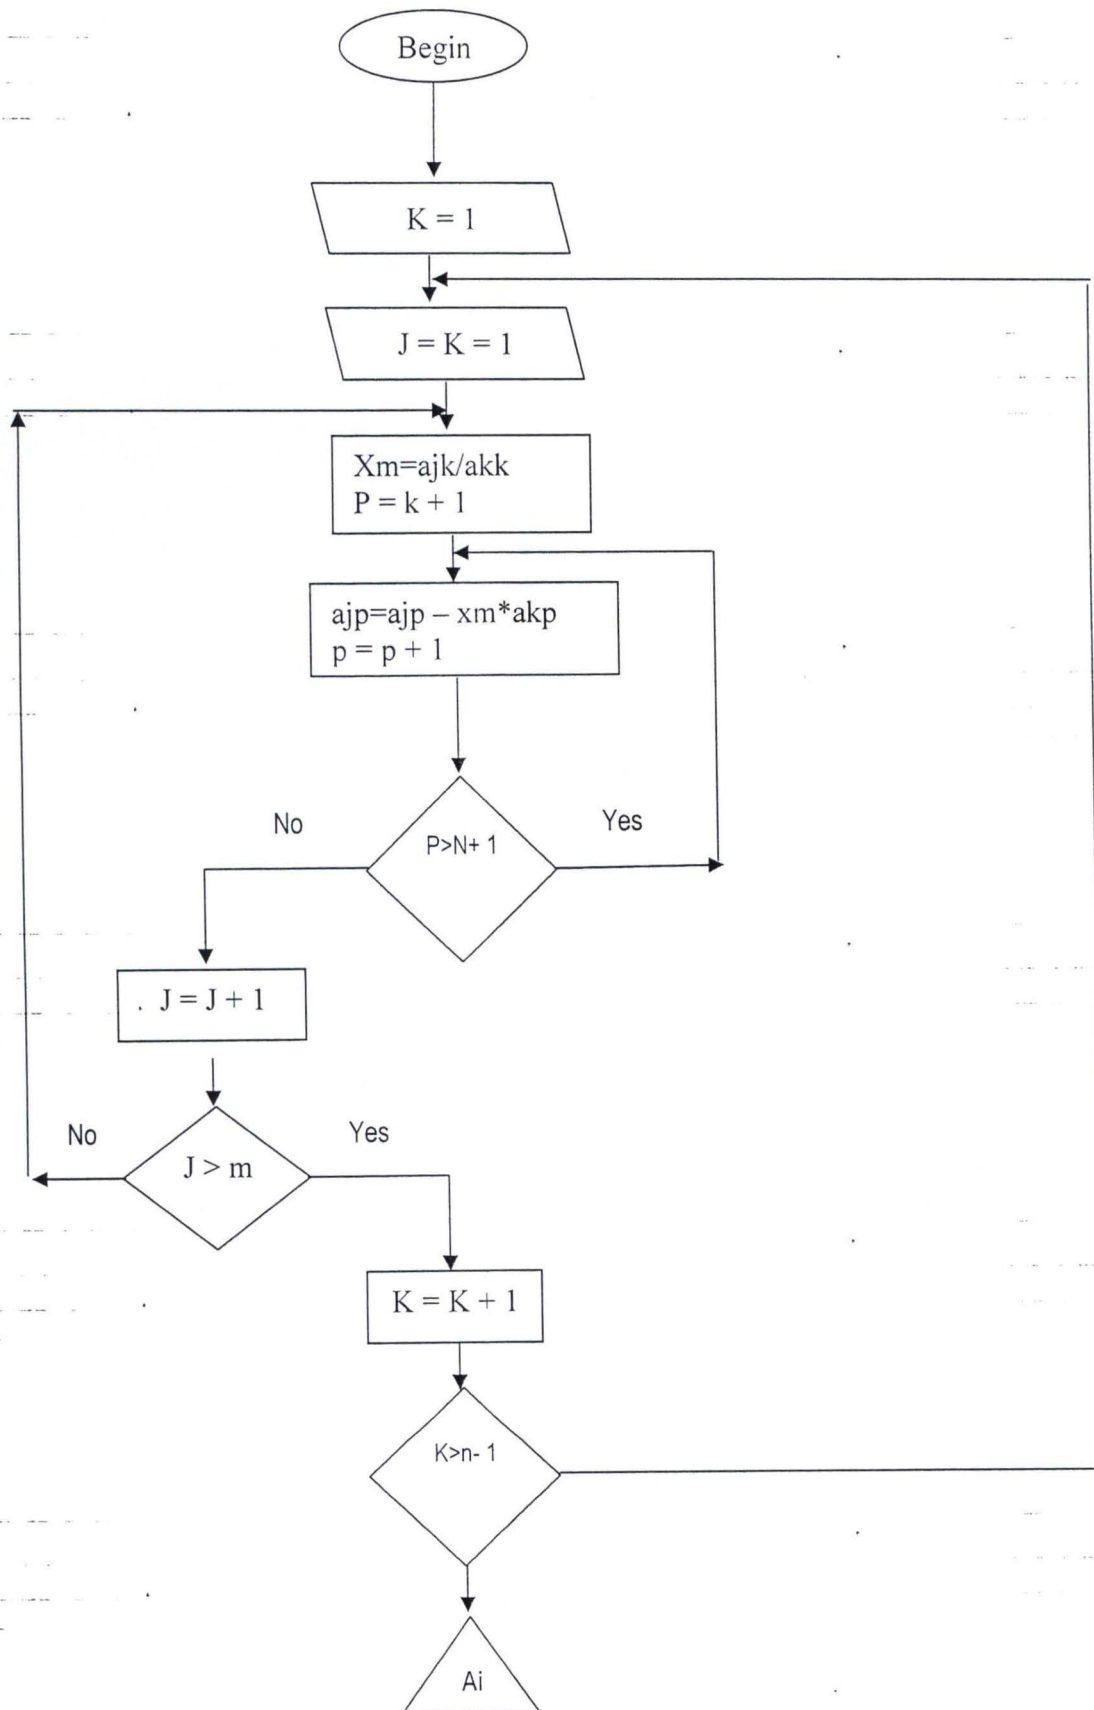 Begin
K = 1
J = K = 1
Xm=ajk/akk
P = k + 1
ajp=ajp – xm*akp
p = p + 1
No
P>N+ 1
Yes
. J = J + 1
No
J > m
Yes
K = K + 1
K>n- 1
Ai